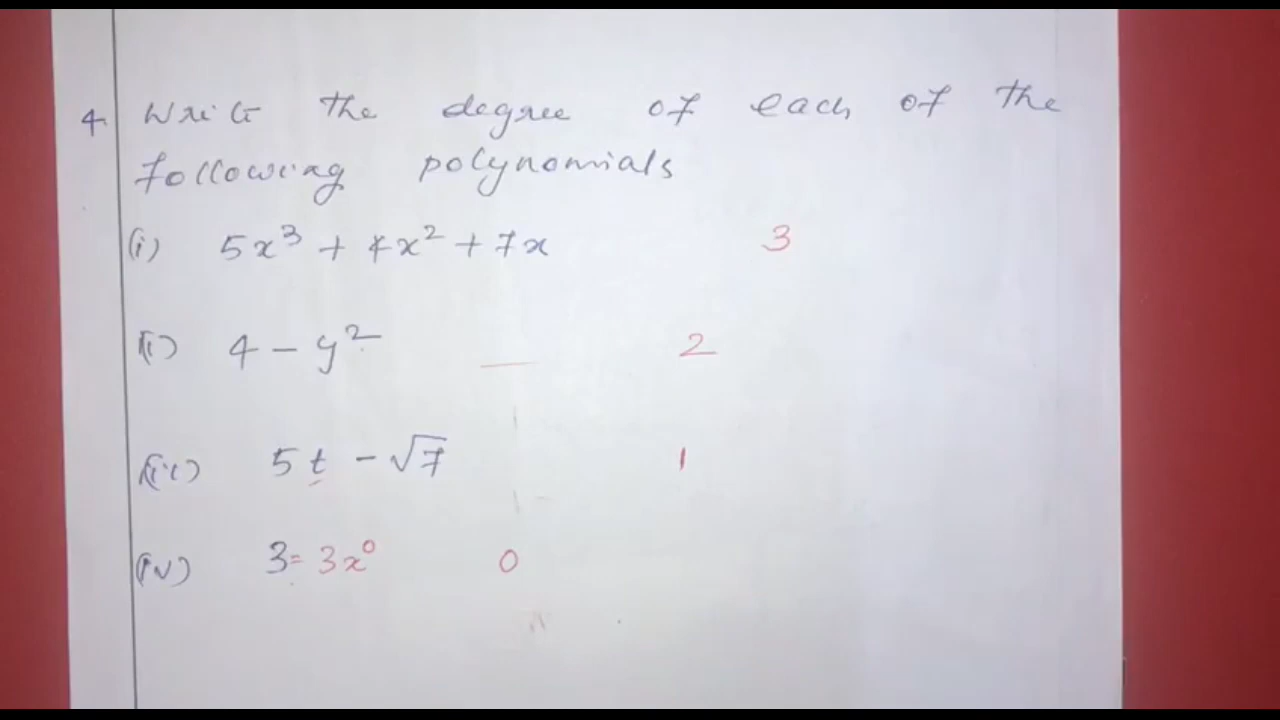 4. Write the degree of each of the
following polynomials
(i) 5x³ + 4x² + 7x 3
(ii) 4 - y² 2
(iii) 5t - √7 1
(iv) 3 = 3x⁰ 0